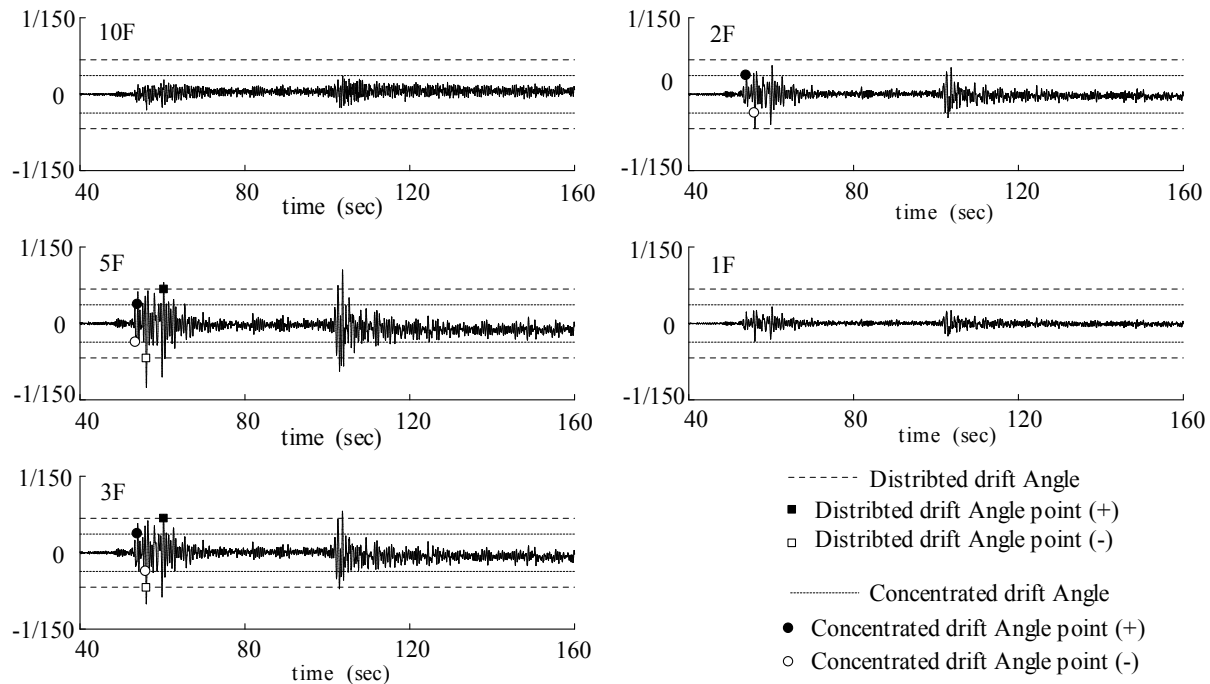 1/150
10F
0
-1/150
40
80
120
160
time (sec)
1/150
2F
0
-1/150
40
80
120
160
time (sec)
1/150
5F
0
-1/150
40
80
120
160
time (sec)
1/150
1F
0
-1/150
40
80
120
160
time (sec)
1/150
3F
0
-1/150
40
80
120
160
time (sec)
Distribted drift Angle
Distribted drift Angle point (+)
Distribted drift Angle point (-)
Concentrated drift Angle
Concentrated drift Angle point (+)
Concentrated drift Angle point (-)